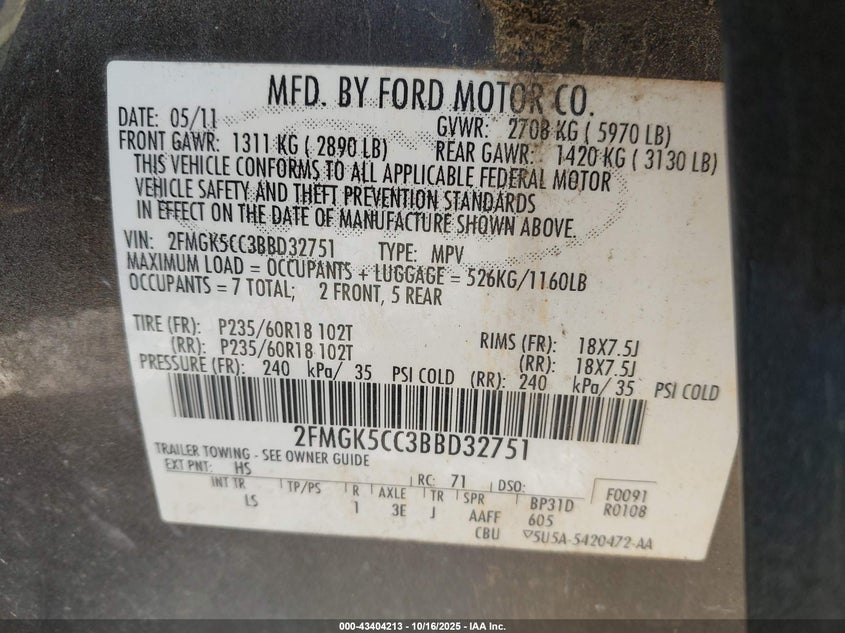 MFD. BY FORD MOTOR CO.
DATE: 05/11 GVWR: 2708 KG ( 5970 LB)
FRONT GAWR: 1311 KG ( 2890 LB) REAR GAWR: 1420 KG ( 3130 LB)
THIS VEHICLE CONFORMS TO ALL APPLICABLE FEDERAL MOTOR
VEHICLE SAFETY AND THEFT PREVENTION STANDARDS
IN EFFECT ON THE DATE OF MANUFACTURE SHOWN ABOVE.
VIN: 2FMGK5CC3BBD32751 TYPE: MPV
MAXIMUM LOAD = OCCUPANTS + LUGGAGE = 526KG/1160LB
OCCUPANTS = 7 TOTAL; 2 FRONT, 5 REAR
TIRE (FR): P235/60R18 102T RIMS (FR): 18X7.5J
(RR): P235/60R18 102T (RR): 18X7.5J
PRESSURE (FR): 240 kPa/ 35 PSI COLD (RR): 240 kPa/ 35 PSI COLD
2FMGK5CC3BBD32751
TRAILER TOWING - SEE OWNER GUIDE
EXT PNT: HS RC: 71 DSO:
INT TR TP/PS R AXLE TR SPR BP31D F0091
LS 1 3E J AAFF 605 R0108
CBU 5U5A-5420472-AA
000-43404213 - 10/16/2025 - IAA Inc.